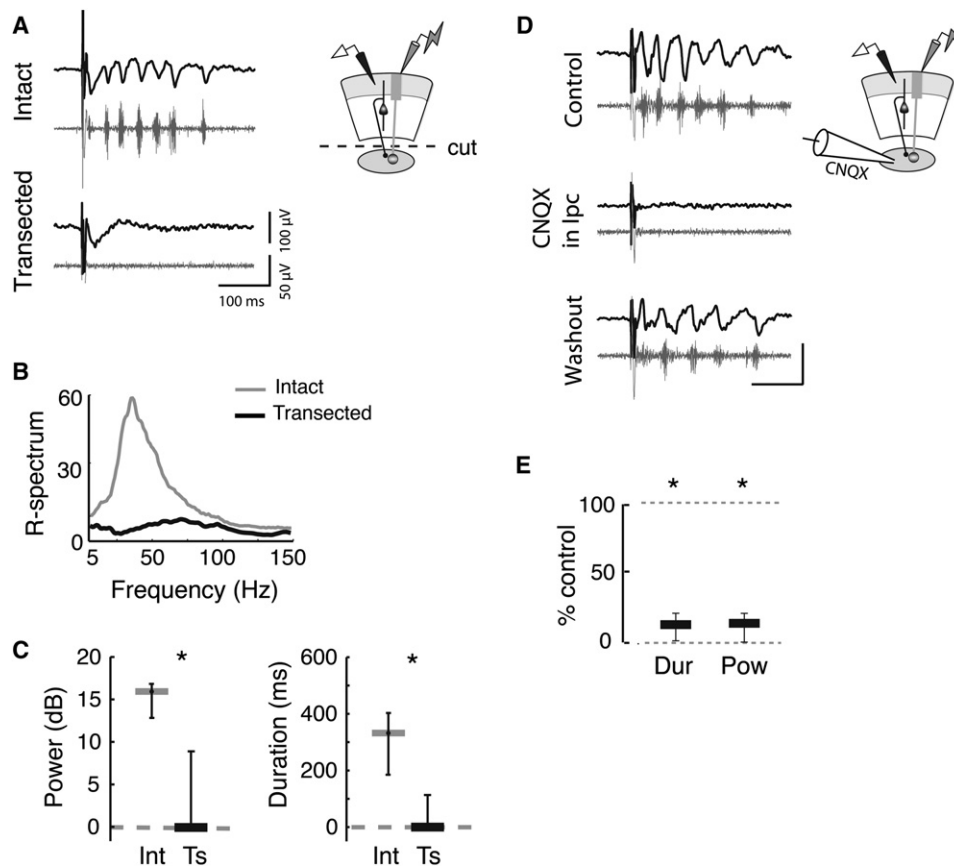 A
Intact
cut
Transected
100 µV
50 µV
100 ms
B
Intact
Transected
R-spectrum
60
30
0
5
50
100
150
Frequency (Hz)
C
Power (dB)
20
15
10
5
0
*
Int
Ts
Duration (ms)
600
400
200
0
*
Int
Ts
D
Control
CNQX
CNQX
in Ipc
Washout
E
% control
100
50
0
*
*
Dur
Pow